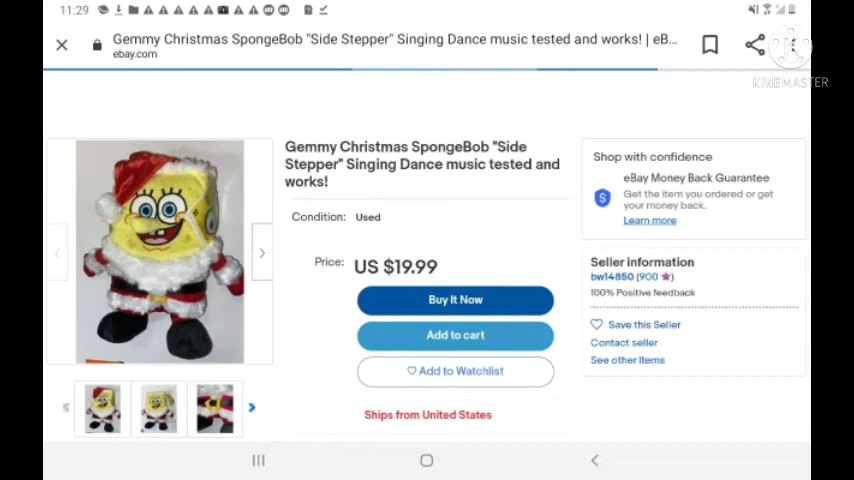 11:29
Gemmy Christmas SpongeBob "Side Stepper" Singing Dance music tested and works! | eB...
ebay.com
KINEMASTER
Gemmy Christmas SpongeBob "Side
Stepper" Singing Dance music tested and
works!
Condition: Used
Price: US $19.99
Buy It Now
Add to cart
Add to Watchlist
Ships from United States
Shop with confidence
eBay Money Back Guarantee
Get the item you ordered or get
your money back.
Learn more
Seller information
bw14850 (900 ★)
100% Positive feedback
Save this Seller
Contact seller
See other items